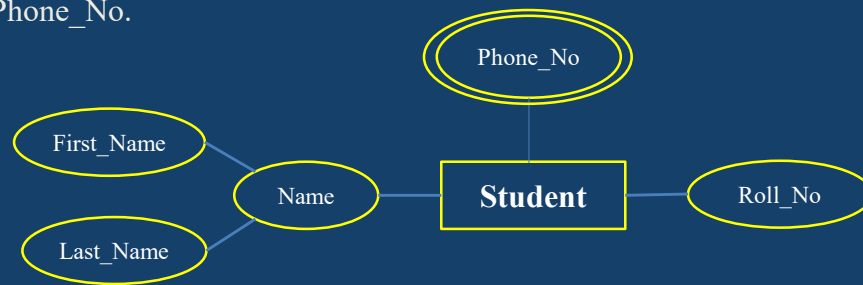 Phone_No.
Phone_No
First_Name
Name
Student
Roll_No
Last_Name